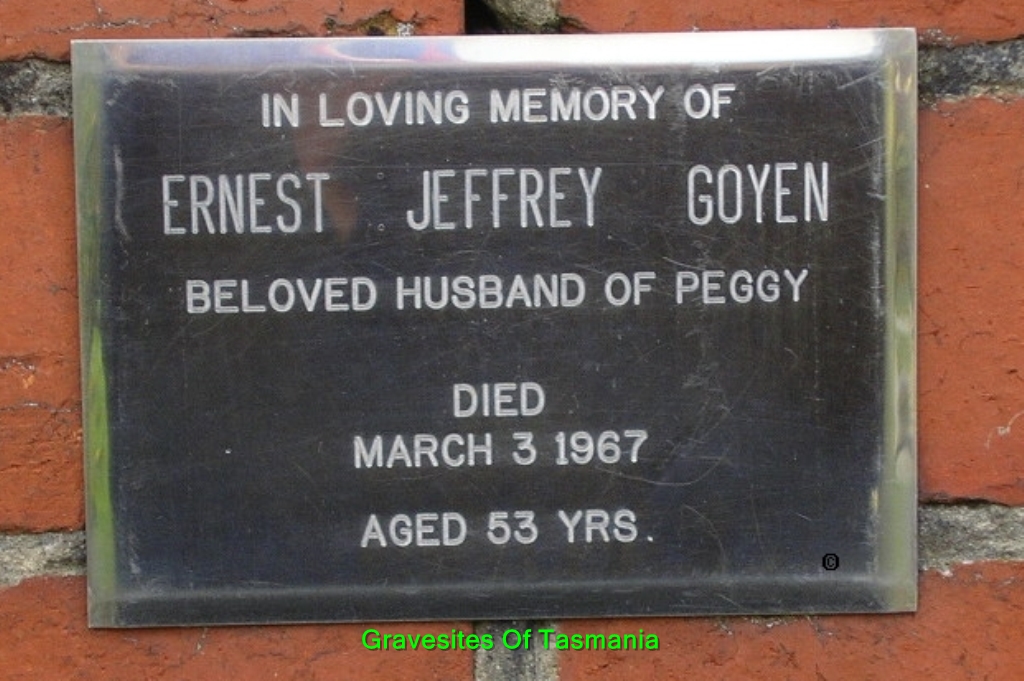 IN LOVING MEMORY OF
ERNEST JEFFREY GOYEN
BELOVED HUSBAND OF PEGGY
DIED
MARCH 3 1967
AGED 53 YRS.
©
Gravesites Of Tasmania